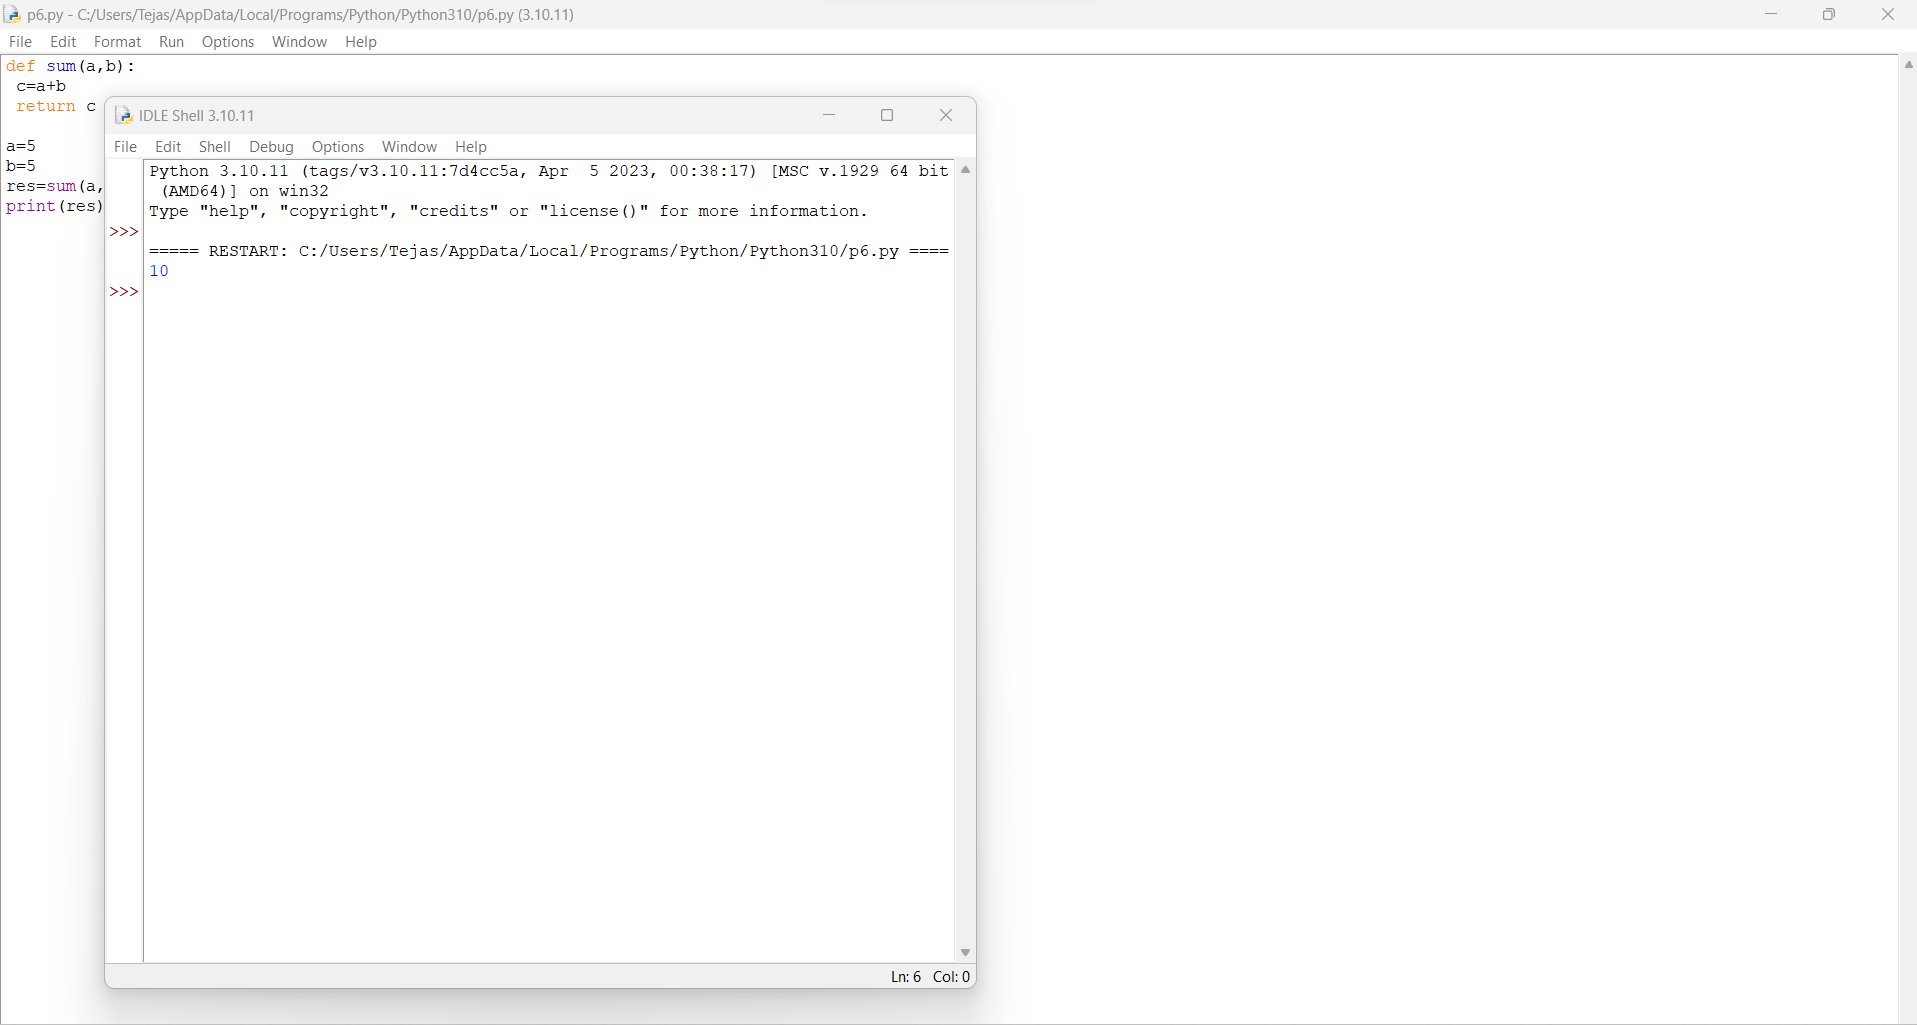 p6.py - C:/Users/Tejas/AppData/Local/Programs/Python/Python310/p6.py (3.10.11)
File Edit Format Run Options Window Help
def sum(a,b):
 c=a+b
 return c

a=5
b=5
res=sum(a,
print(res)
IDLE Shell 3.10.11
File Edit Shell Debug Options Window Help
Python 3.10.11 (tags/v3.10.11:7d4cc5a, Apr  5 2023, 00:38:17) [MSC v.1929 64 bit
 (AMD64)] on win32
Type "help", "copyright", "credits" or "license()" for more information.
>>>
===== RESTART: C:/Users/Tejas/AppData/Local/Programs/Python/Python310/p6.py ====
10
>>>
Ln: 6 Col: 0